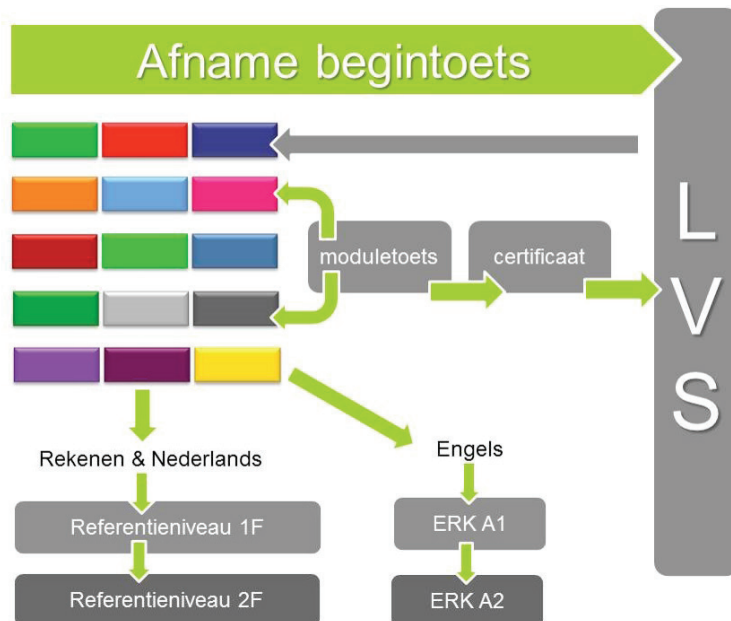 Afname begintoets
L
V
S
moduletoets
certificaat
Rekenen & Nederlands
Engels
Referentieniveau 1F
ERK A1
Referentieniveau 2F
ERK A2